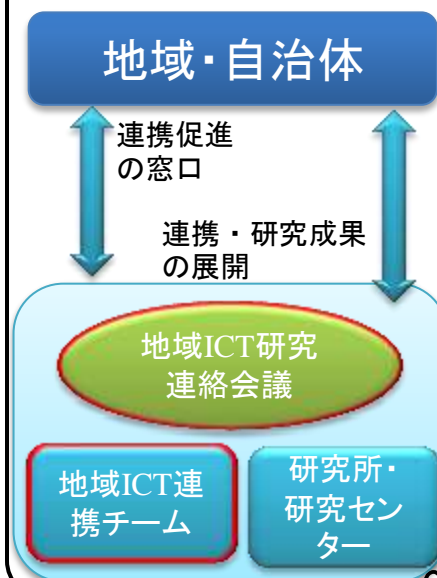 地域・自治体
連携促進
の窓口
連携・研究成果
の展開
地域ICT研究
連絡会議
地域ICT連
携チーム
研究所・
研究セン
ター